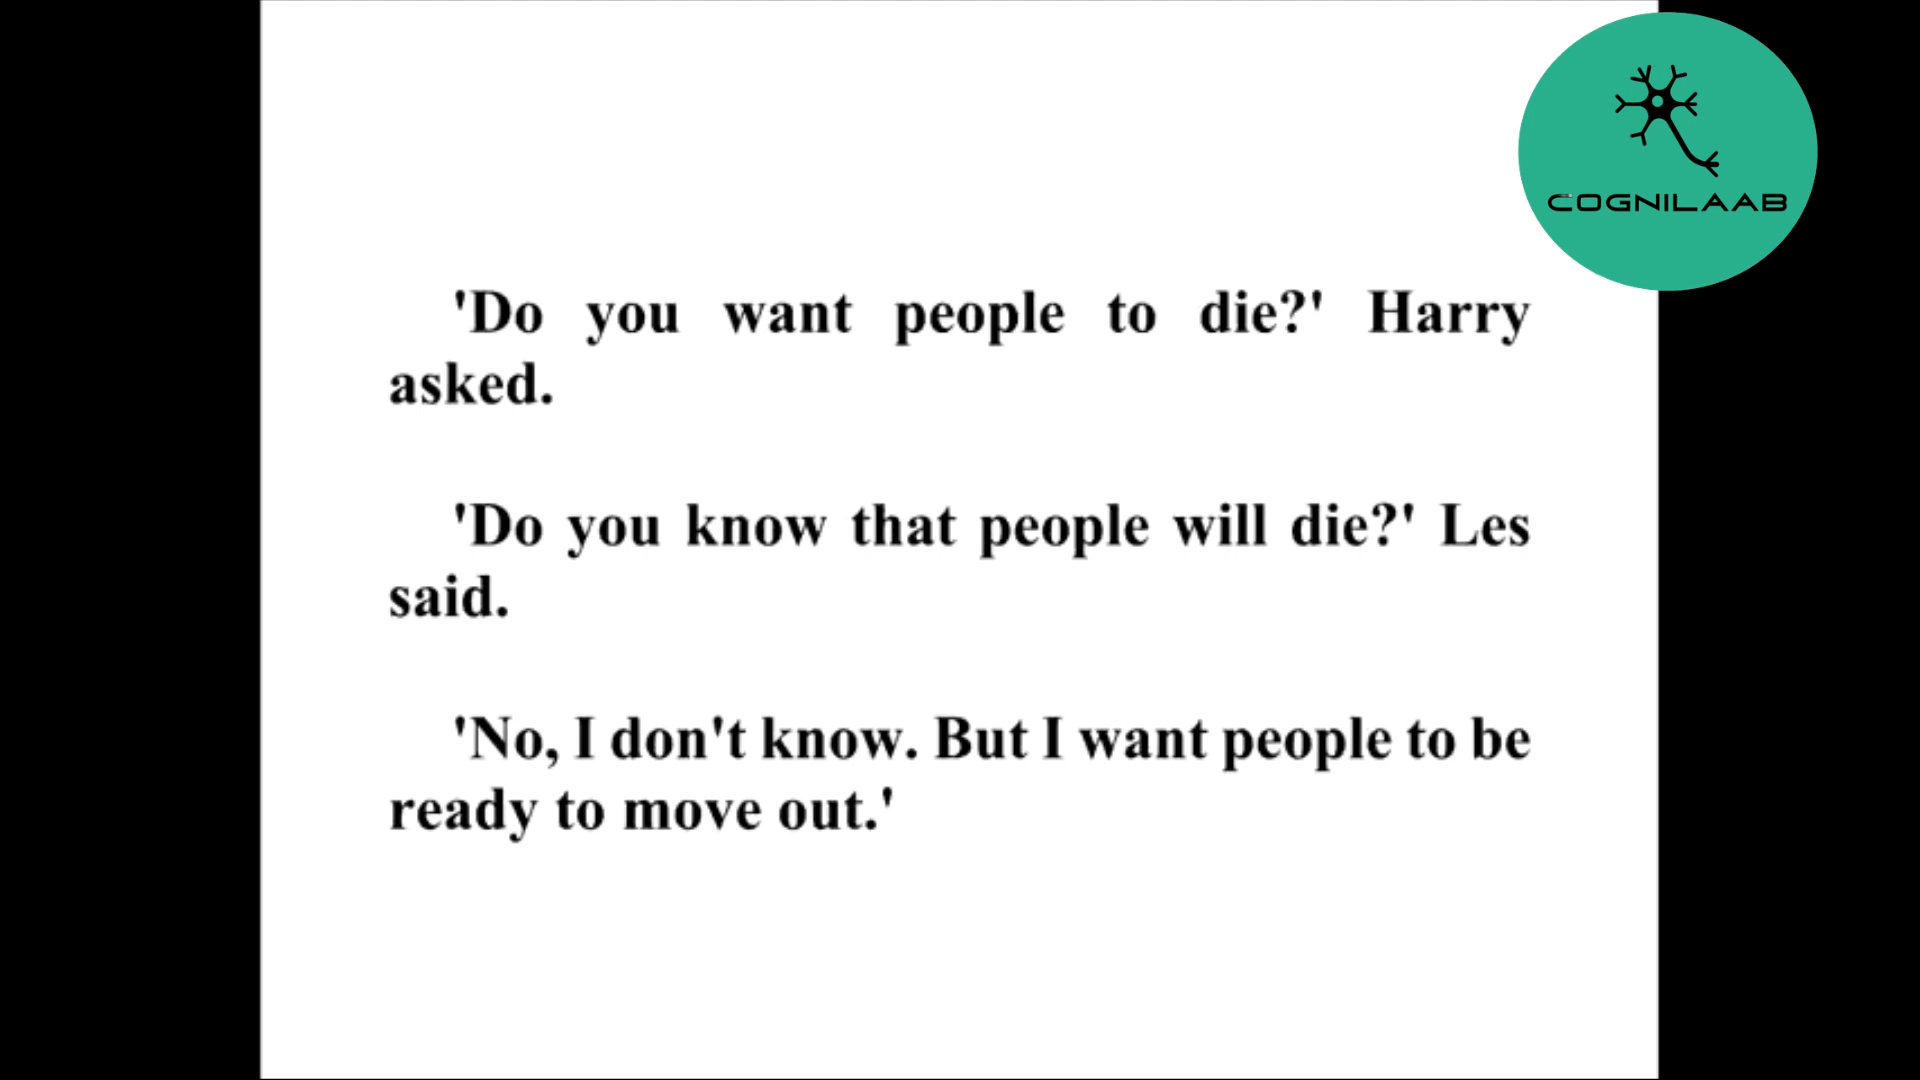 COGNILAAB
'Do you want people to die?' Harry
asked.
'Do you know that people will die?' Les
said.
'No, I don't know. But I want people to be
ready to move out.'